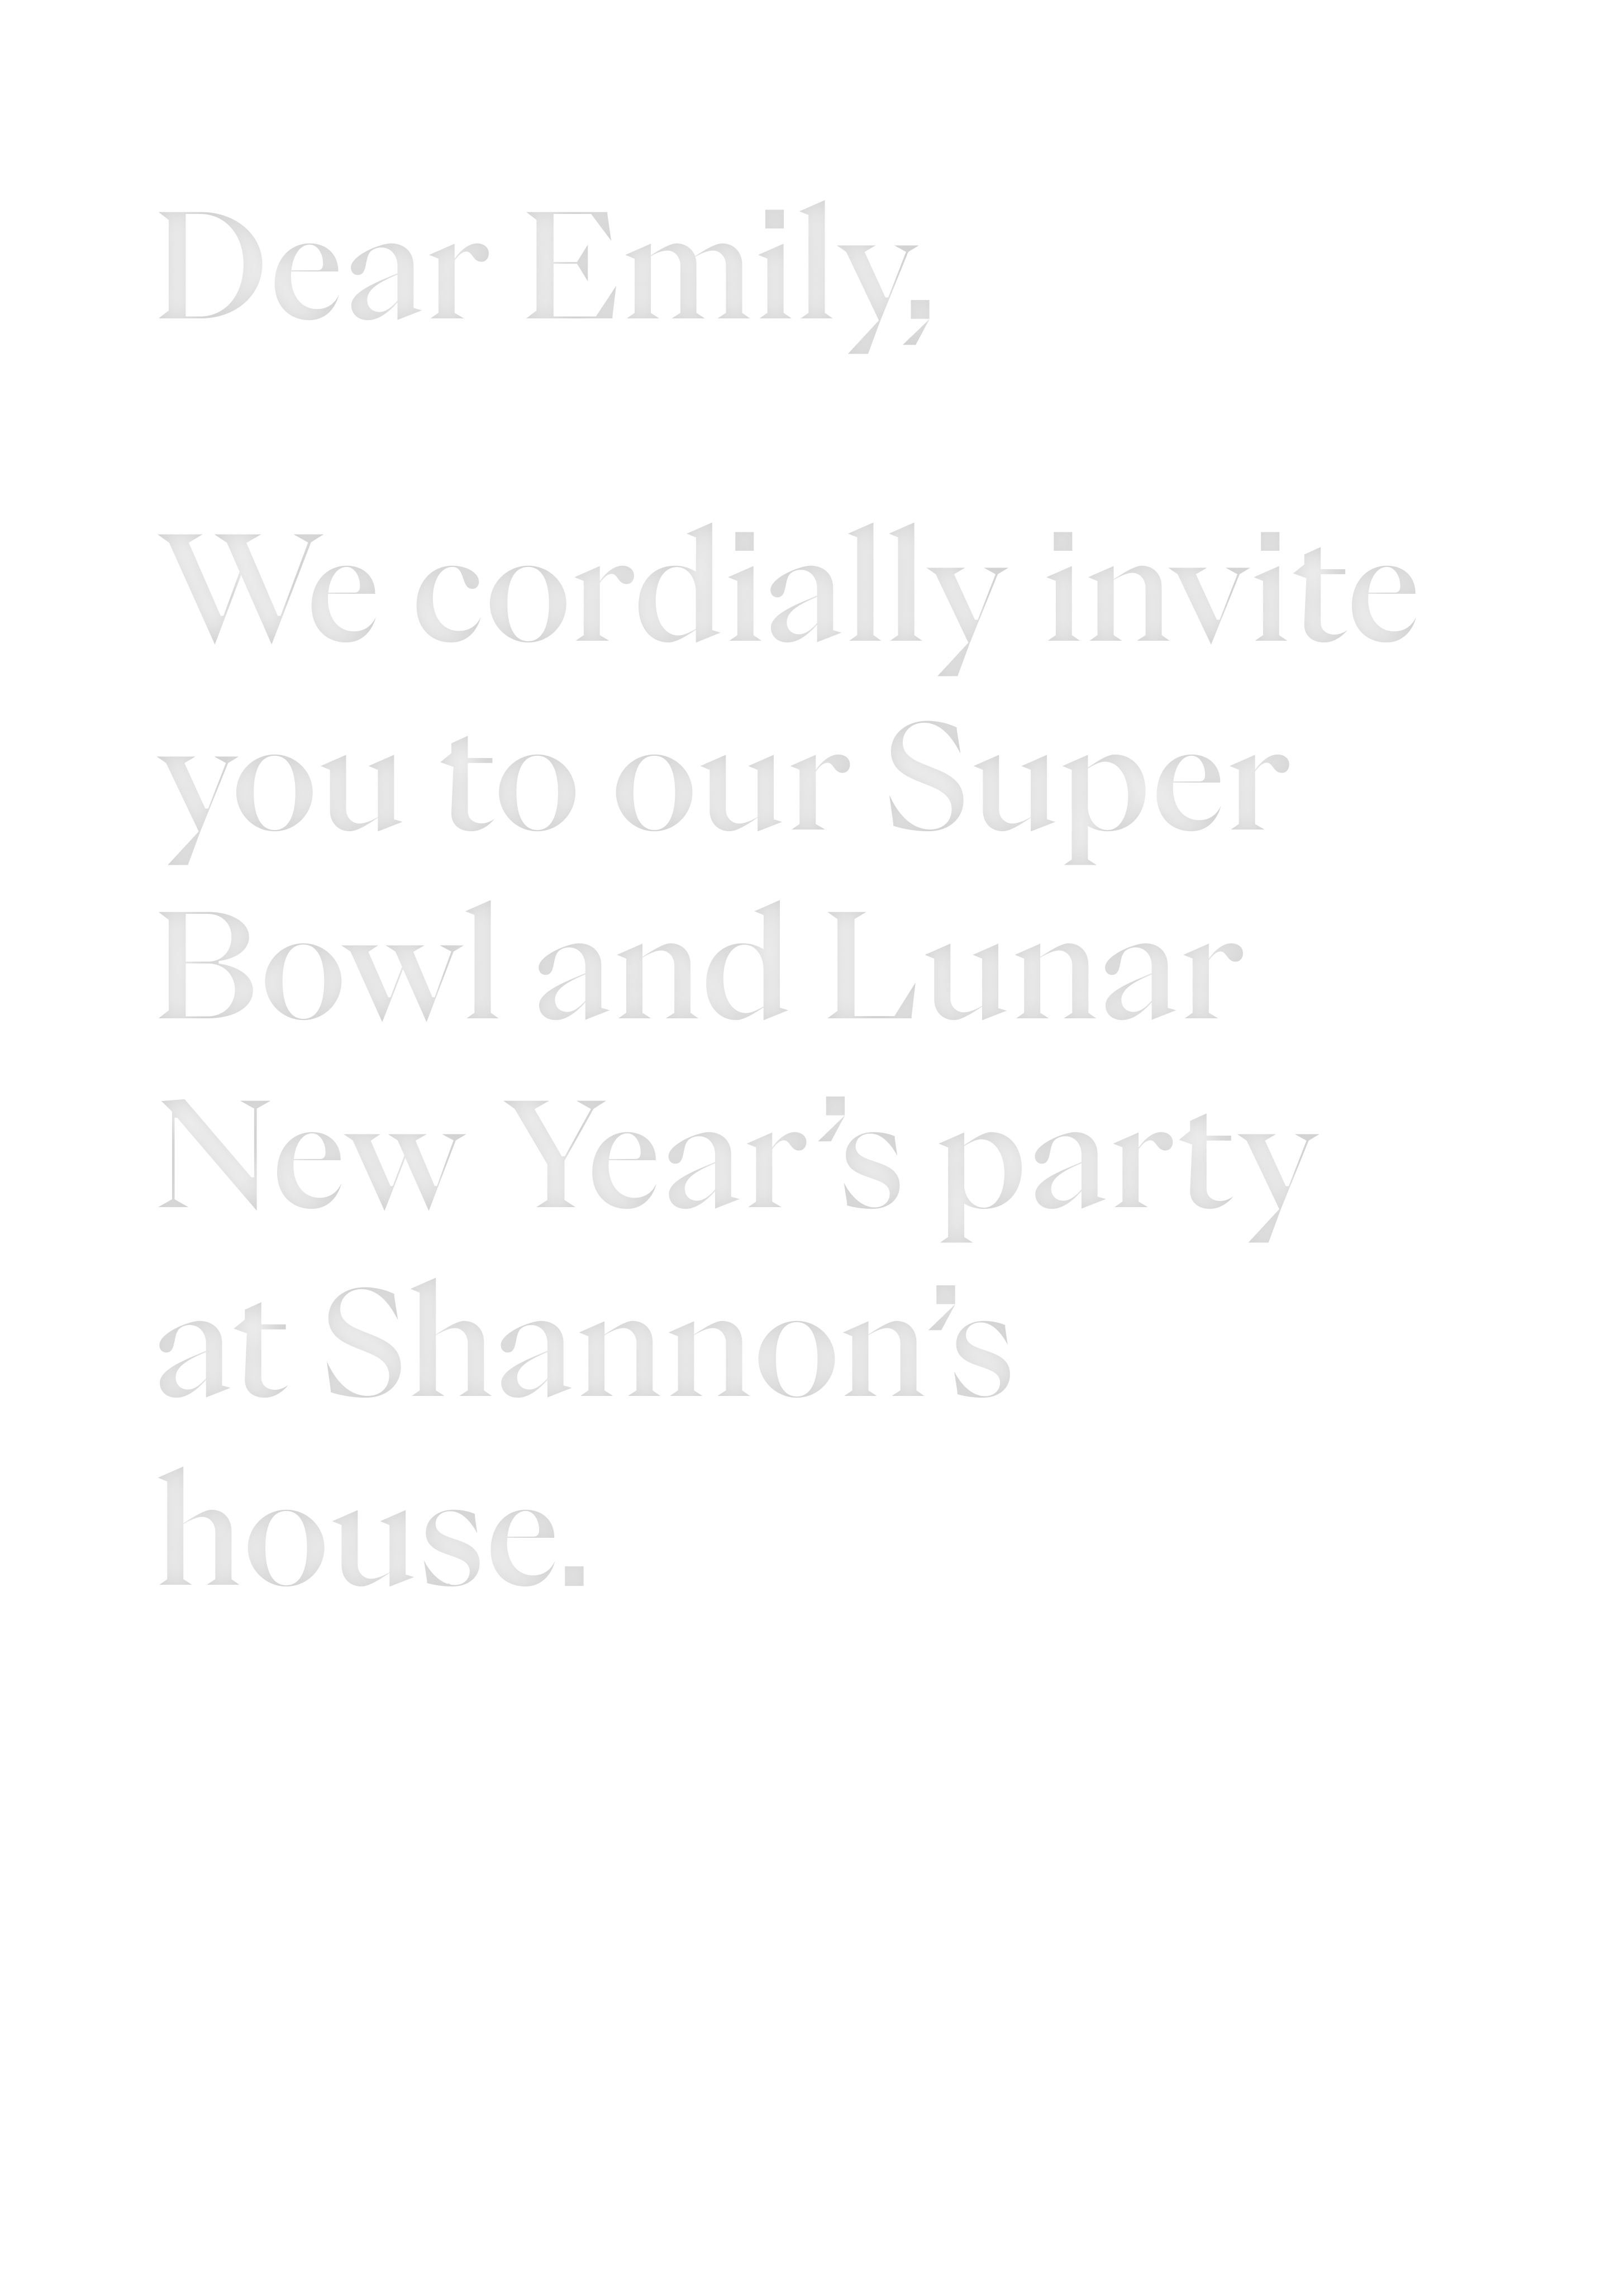 Dear Emily,
We cordially invite
you to our Super
Bowl and Lunar
New Year’s party
at Shannon’s
house.